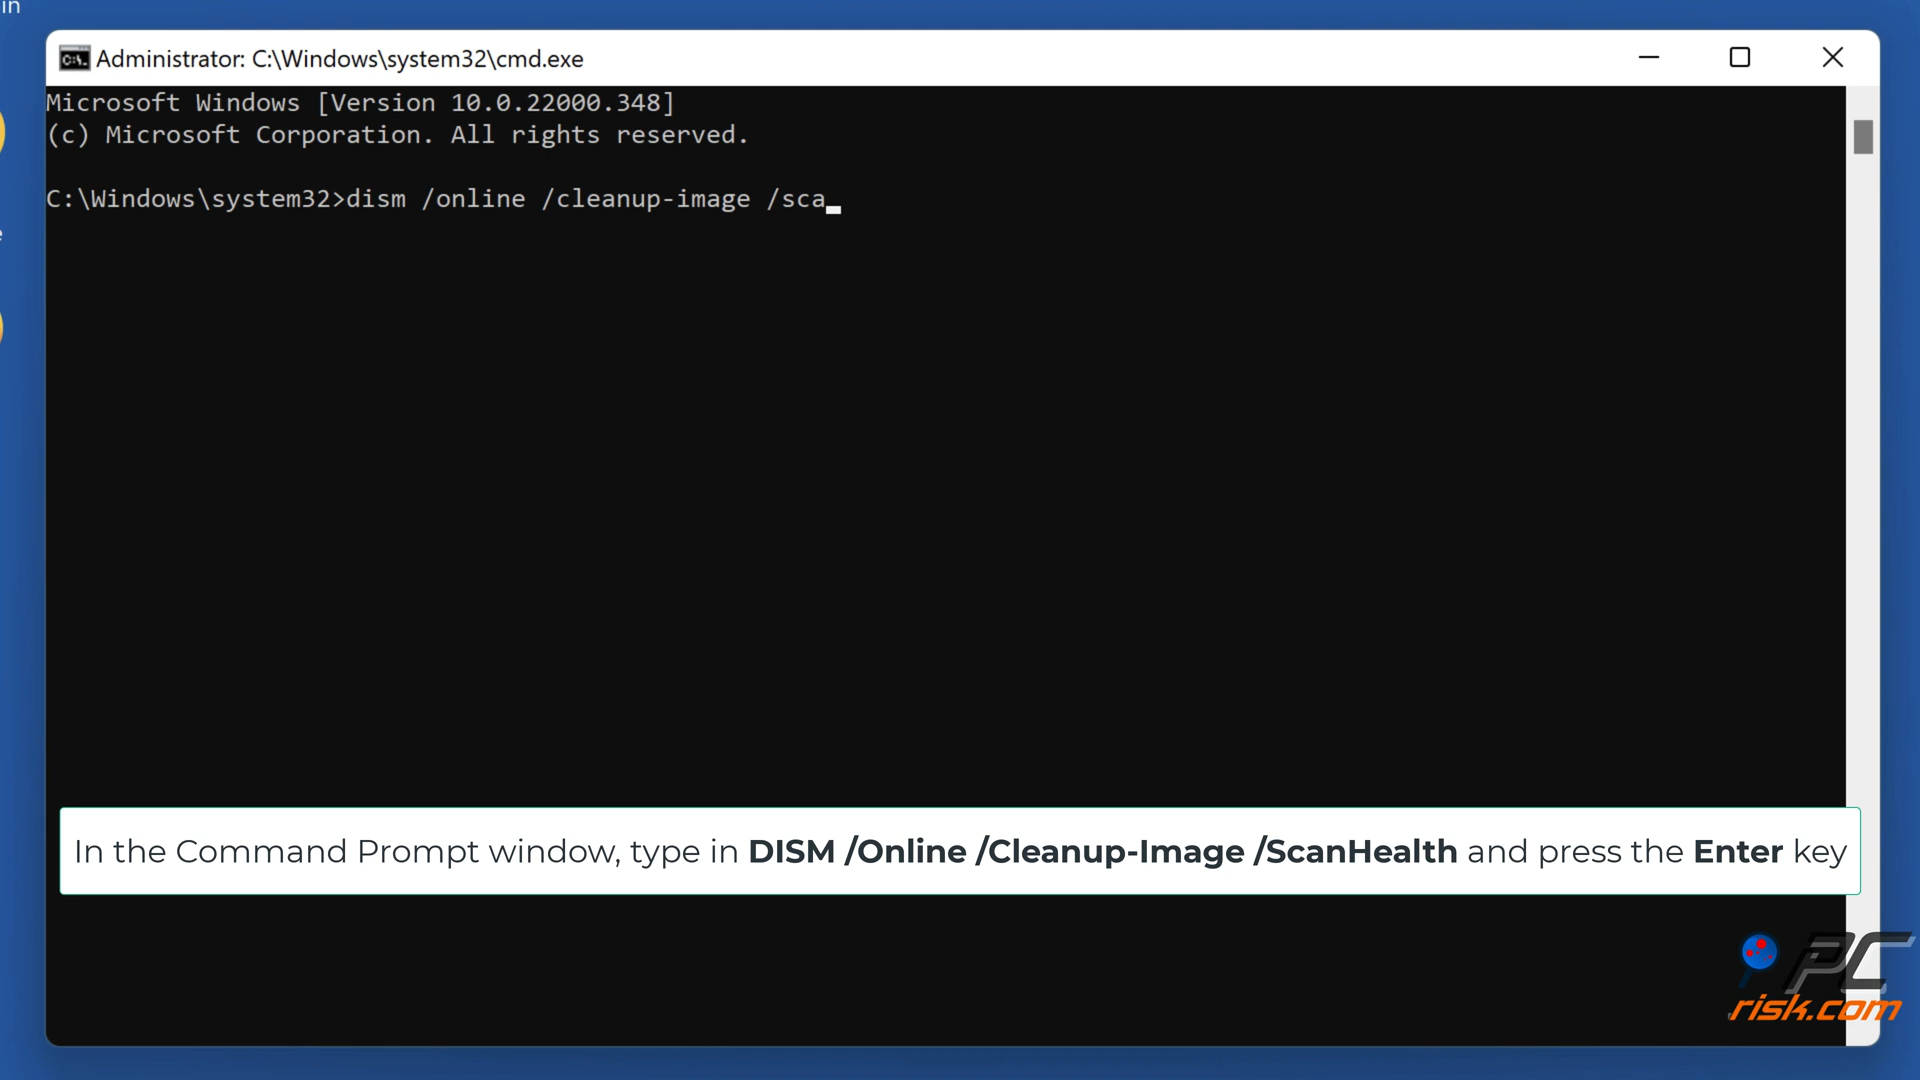 in
Administrator: C:\Windows\system32\cmd.exe
Microsoft Windows [Version 10.0.22000.348]
(c) Microsoft Corporation. All rights reserved.
C:\Windows\system32>dism /online /cleanup-image /sca
In the Command Prompt window, type in DISM /Online /Cleanup-Image /ScanHealth and press the Enter key
PC
risk.com